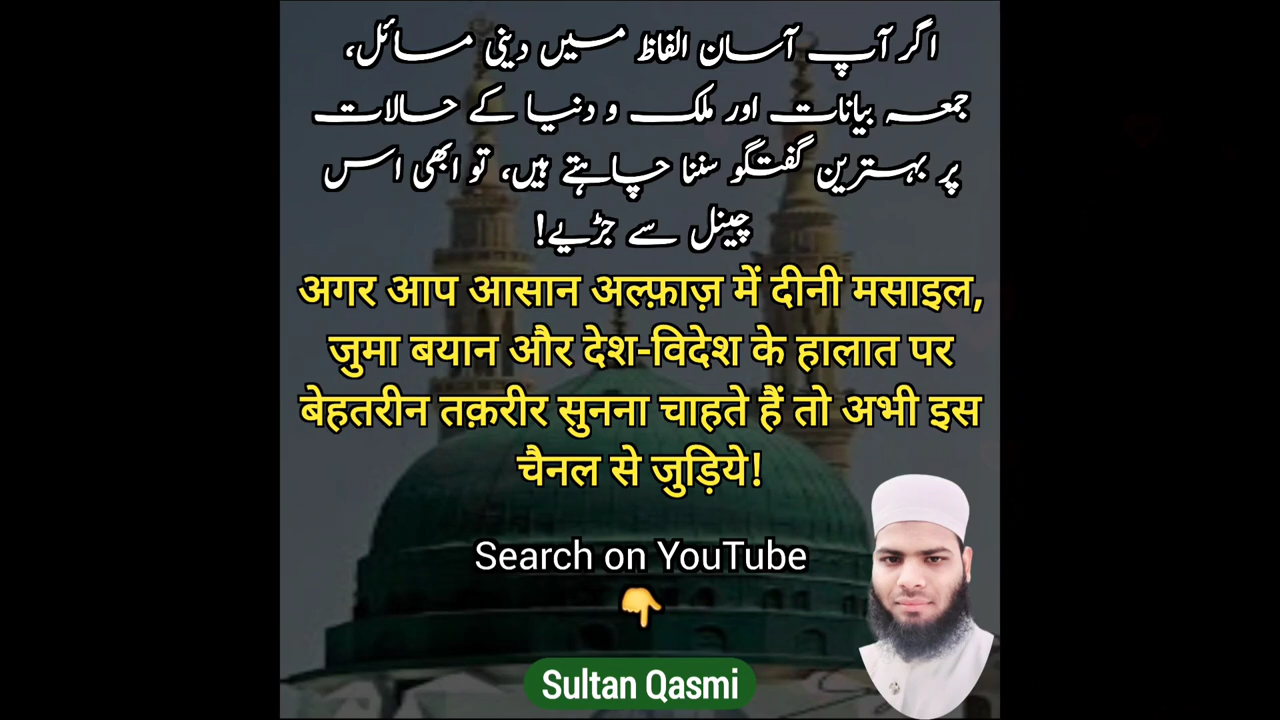 اگر آپ آسان الفاظ میں دینی مسائل،
جمعہ بیانات اور ملک و دنیا کے حالات
پر بہترین گفتگو سننا چاہتے ہیں، تو ابھی اس
چینل سے جڑیے!
अगर आप आसान अल्फ़ाज़ में दीनी मसाइल,
जुमा बयान और देश-विदेश के हालात पर
बेहतरीन तक़रीर सुनना चाहते हैं तो अभी इस
चैनल से जुड़िये!
Search on YouTube
👇
Sultan Qasmi